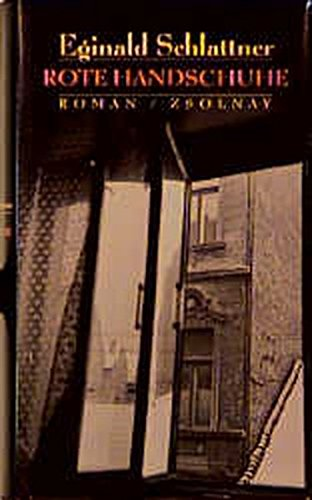 Eginald Schlattner
ROTE HANDSCHUHE
ROMAN / ZSOLNAY